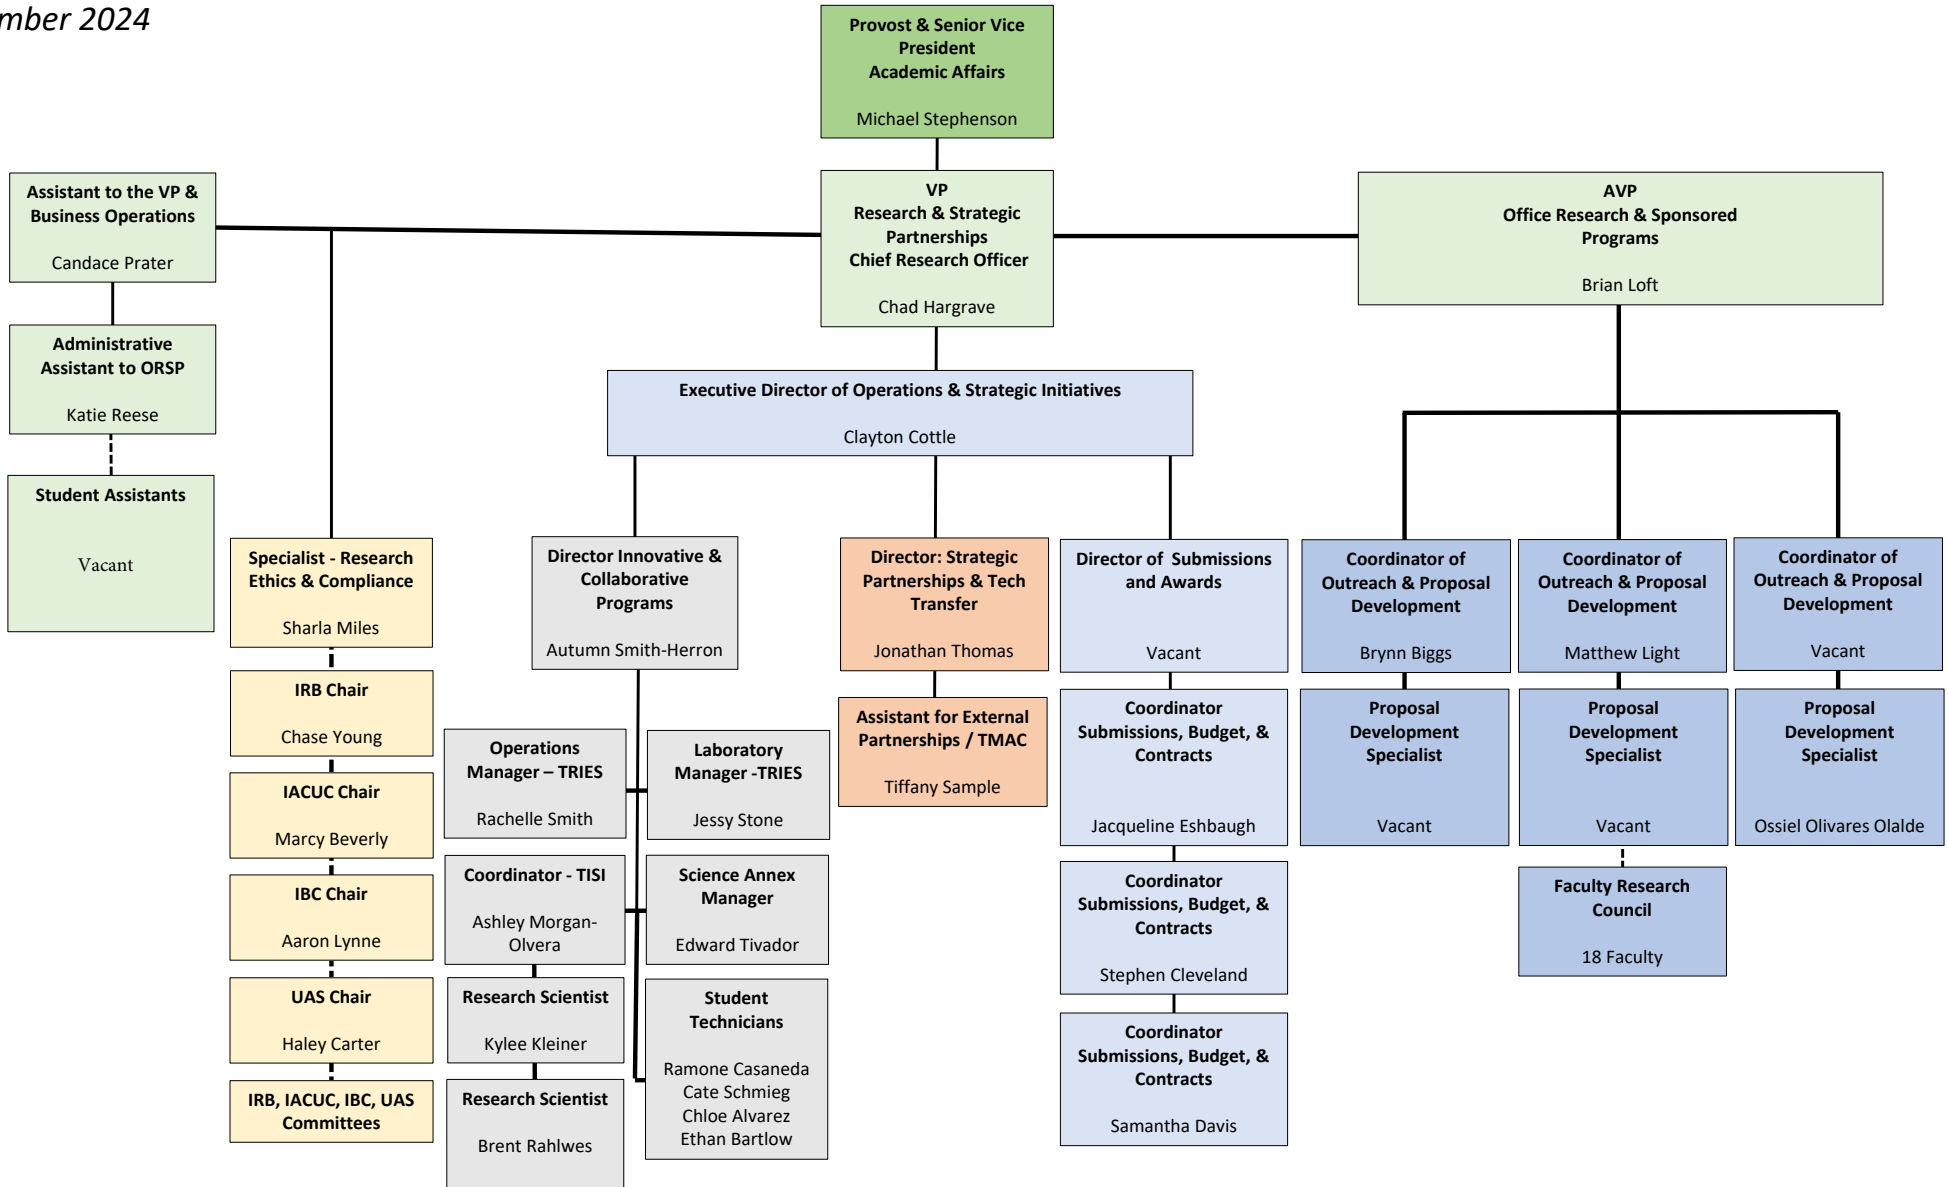 2024
Provost & Senior Vice
President
Academic Affairs
Michael Stephenson
Assistant to the VP &
Business Operations
Candace Prater
VP
Research & Strategic
Partnerships
Chief Research Officer
Chad Hargrave
AVP
Office Research & Sponsored
Programs
Brian Loft
Administrative
Assistant to ORSP
Katie Reese
Executive Director of Operations & Strategic Initiatives
Clayton Cottle
Student Assistants
Vacant
Specialist - Research
Ethics & Compliance
Sharla Miles
IRB Chair
Chase Young
IACUC Chair
Marcy Beverly
IBC Chair
Aaron Lynne
UAS Chair
Haley Carter
IRB, IACUC, IBC, UAS
Committees
Director Innovative &
Collaborative
Programs
Autumn Smith-Herron
Operations
Manager – TRIES
Rachelle Smith
Laboratory
Manager -TRIES
Jessy Stone
Coordinator - TISI
Ashley Morgan-
Olvera
Science Annex
Manager
Edward Tivador
Research Scientist
Kylee Kleiner
Research Scientist
Brent Rahlwes
Student
Technicians
Ramone Casaneda
Cate Schmieg
Chloe Alvarez
Ethan Bartlow
Director: Strategic
Partnerships & Tech
Transfer
Jonathan Thomas
Assistant for External
Partnerships / TMAC
Tiffany Sample
Director of Submissions
and Awards
Vacant
Coordinator
Submissions, Budget, &
Contracts
Jacqueline Eshbaugh
Coordinator
Submissions, Budget, &
Contracts
Stephen Cleveland
Coordinator
Submissions, Budget, &
Contracts
Samantha Davis
Coordinator of
Outreach & Proposal
Development
Brynn Biggs
Proposal
Development
Specialist
Vacant
Coordinator of
Outreach & Proposal
Development
Matthew Light
Proposal
Development
Specialist
Vacant
Faculty Research
Council
18 Faculty
Coordinator of
Outreach & Proposal
Development
Vacant
Proposal
Development
Specialist
Ossiel Olivares Olalde